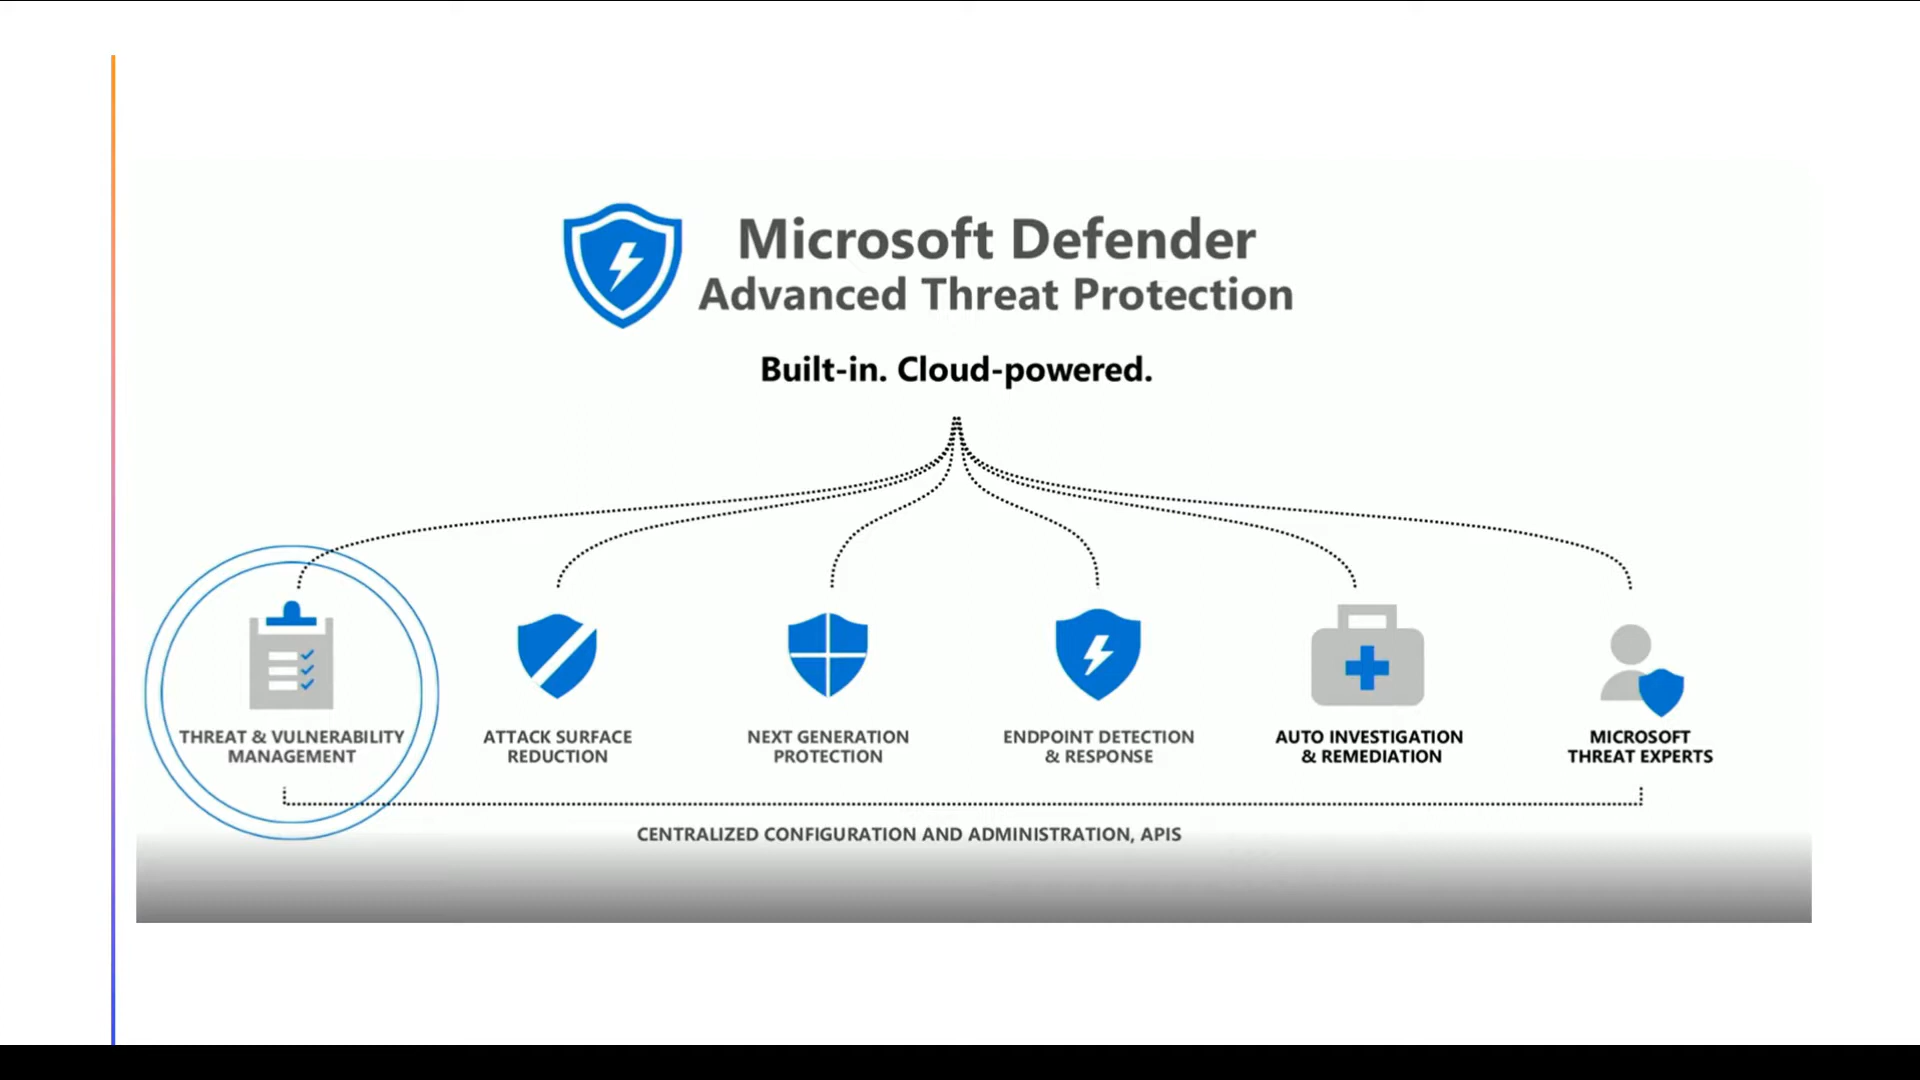 Microsoft Defender
Advanced Threat Protection
Built-in. Cloud-powered.
THREAT & VULNERABILITY
MANAGEMENT
ATTACK SURFACE
REDUCTION
NEXT GENERATION
PROTECTION
ENDPOINT DETECTION
& RESPONSE
AUTO INVESTIGATION
& REMEDIATION
MICROSOFT
THREAT EXPERTS
CENTRALIZED CONFIGURATION AND ADMINISTRATION, APIS